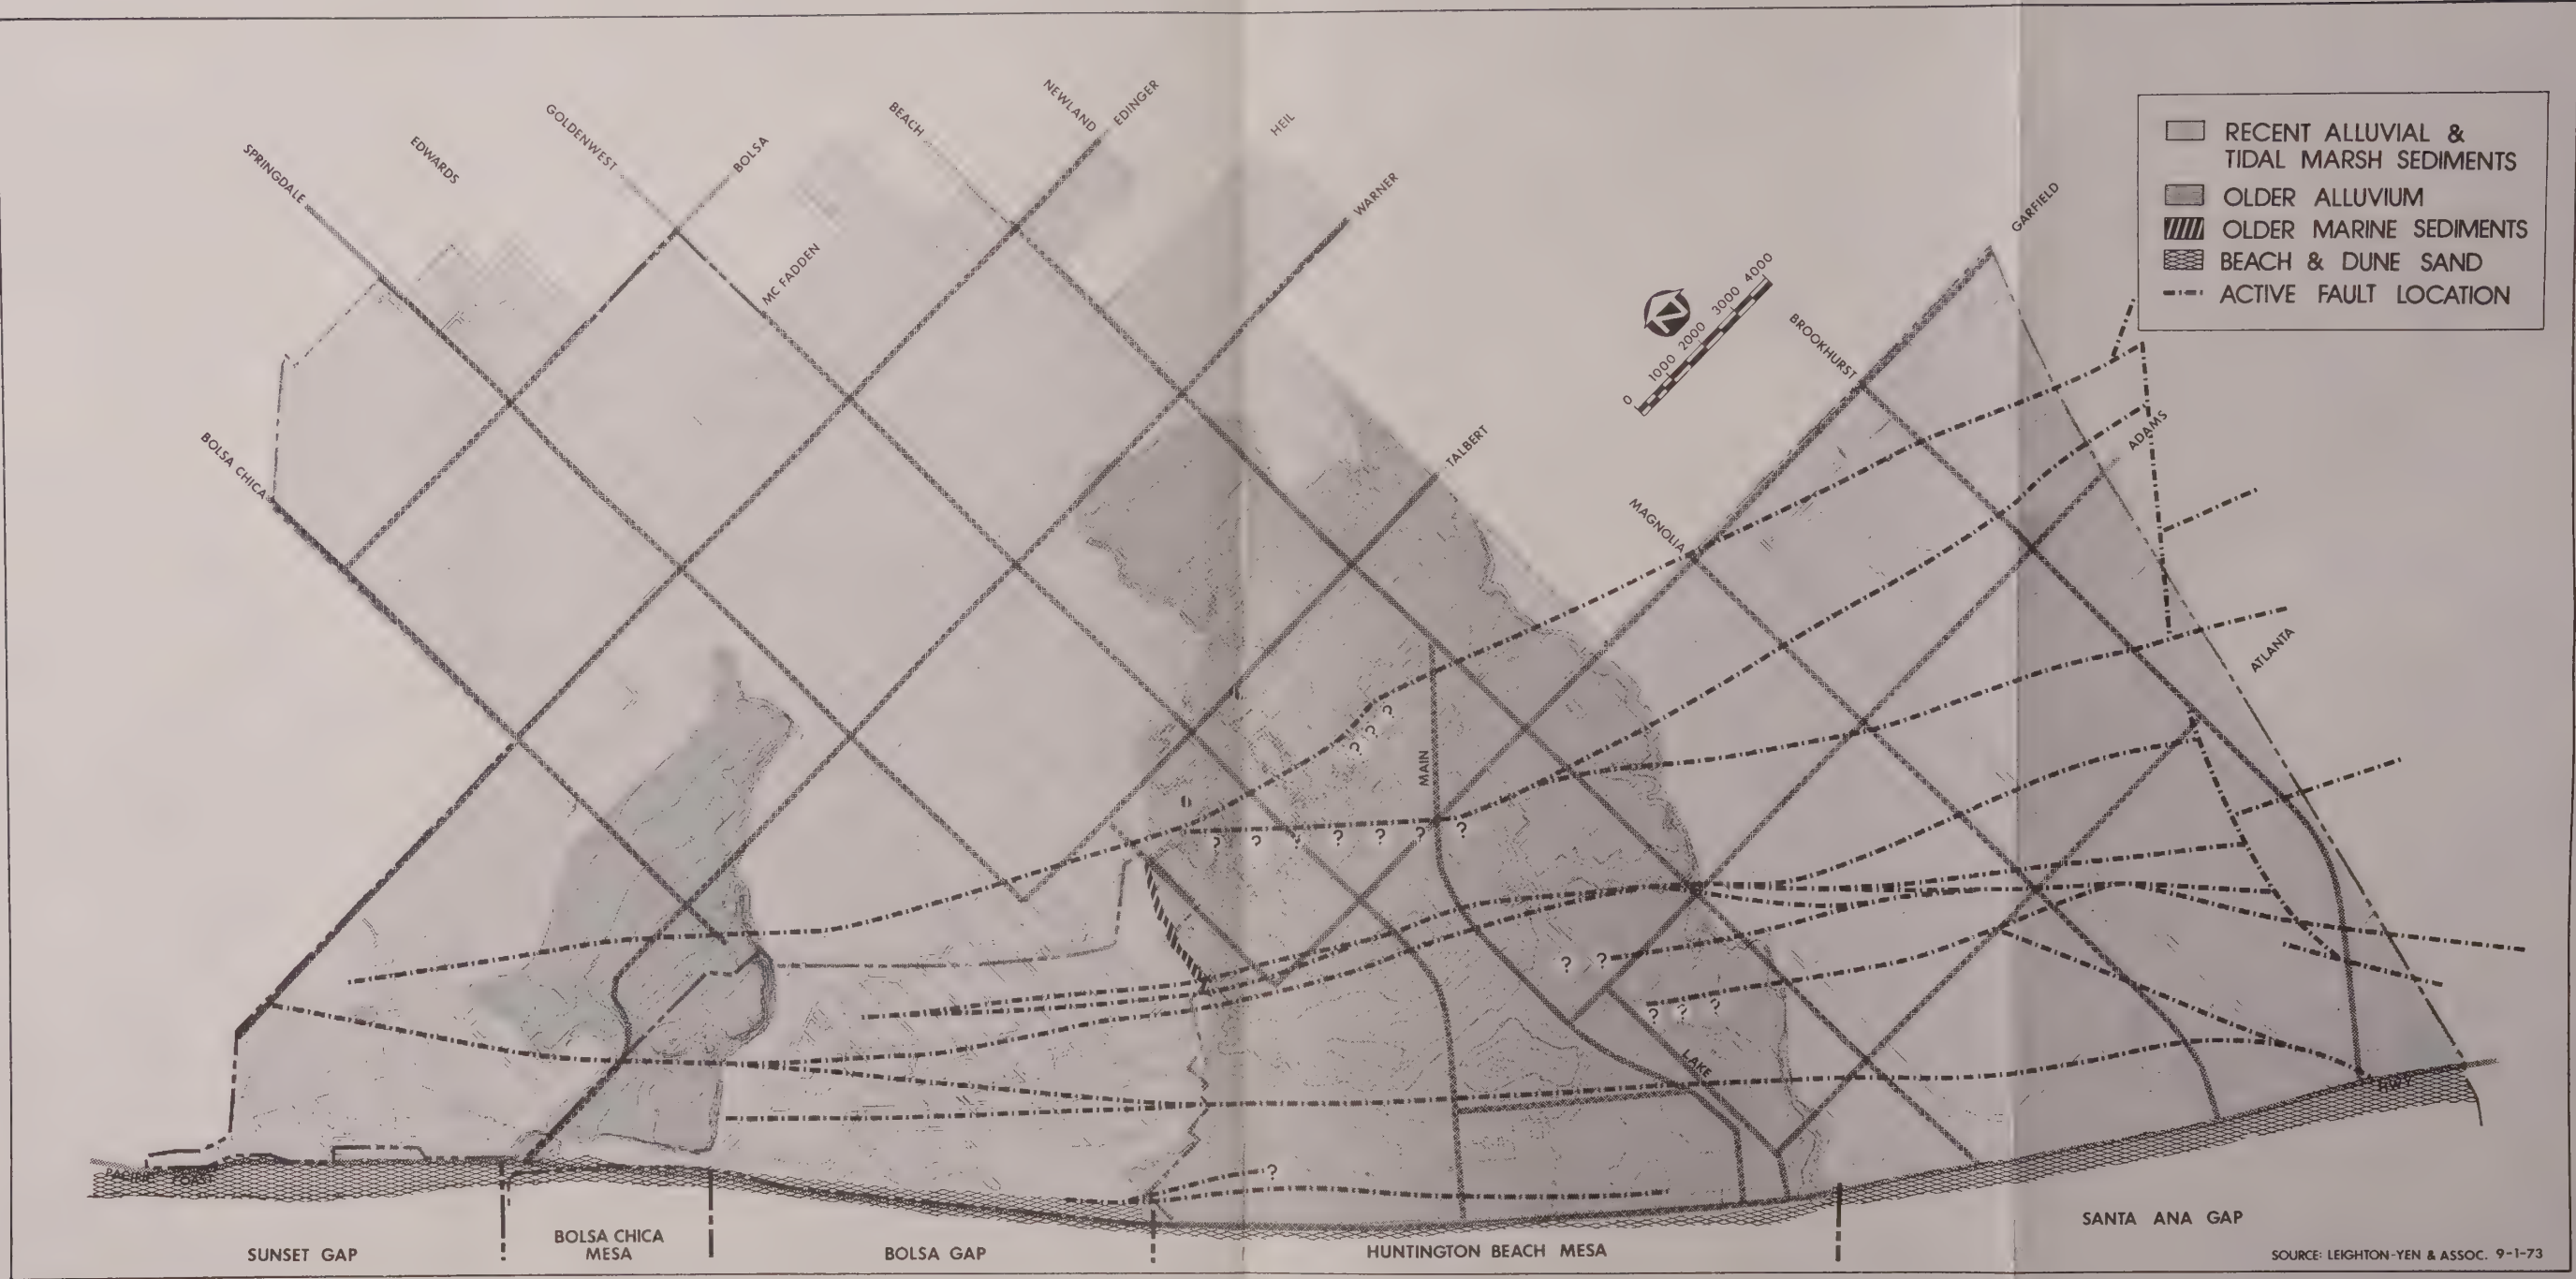 SPRINGDALE
EDWARDS
GOLDENWEST
BOLSA
MC FADDEN
BEACH
NEWLAND
EDINGER
HEIL
WARNER
BOLSA CHICA
TALBERT
MAGNOLIA
BROOKHURST
GARFIELD
ADAMS
ATLANTA
MAIN
LAKE
N
0 1000 2000 3000 4000
RECENT ALLUVIAL &
TIDAL MARSH SEDIMENTS
OLDER ALLUVIUM
OLDER MARINE SEDIMENTS
BEACH & DUNE SAND
ACTIVE FAULT LOCATION
? ? ?
? ? ? ? ? ? ?
? ?
? ? ?
?
PACIFIC COAST
HWY
SUNSET GAP
BOLSA CHICA
MESA
BOLSA GAP
HUNTINGTON BEACH MESA
SANTA ANA GAP
SOURCE: LEIGHTON-YEN & ASSOC. 9-1-73